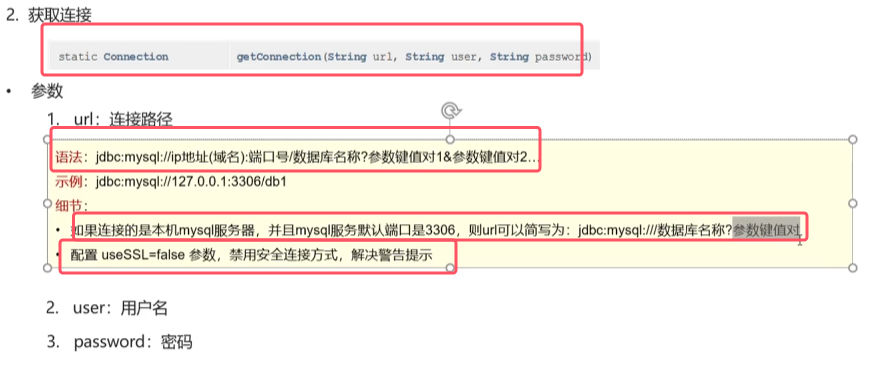 2. 获取连接
static Connection getConnection(String url, String user, String password)
• 参数
1. url：连接路径
语法：jdbc:mysql://ip地址(域名):端口号/数据库名称?参数键值对1&参数键值对2…
示例：jdbc:mysql://127.0.0.1:3306/db1
细节：
• 如果连接的是本机mysql服务器，并且mysql服务默认端口是3306，则url可以简写为：jdbc:mysql:///数据库名称?参数键值对
• 配置 useSSL=false 参数，禁用安全连接方式，解决警告提示
2. user：用户名
3. password：密码